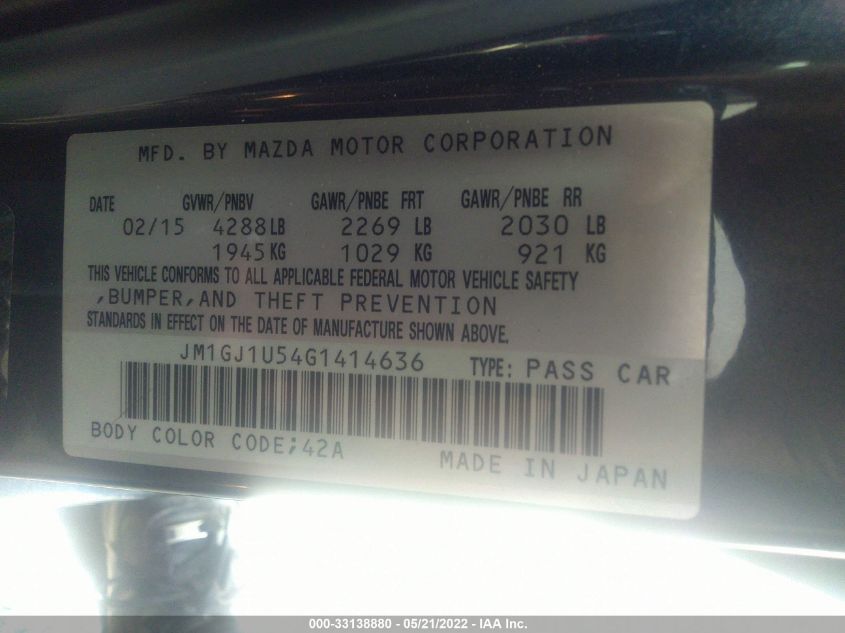 MFD. BY MAZDA MOTOR CORPORATION
DATE GVWR/PNBV GAWR/PNBE FRT GAWR/PNBE RR
02/15 4288LB 2269 LB 2030 LB
1945KG 1029 KG 921 KG
THIS VEHICLE CONFORMS TO ALL APPLICABLE FEDERAL MOTOR VEHICLE SAFETY
,BUMPER,AND THEFT PREVENTION
STANDARDS IN EFFECT ON THE DATE OF MANUFACTURE SHOWN ABOVE.
JM1GJ1U54G1414636 TYPE: PASS CAR
BODY COLOR CODE;42A
MADE IN JAPAN
000-33138880 - 05/21/2022 - IAA Inc.